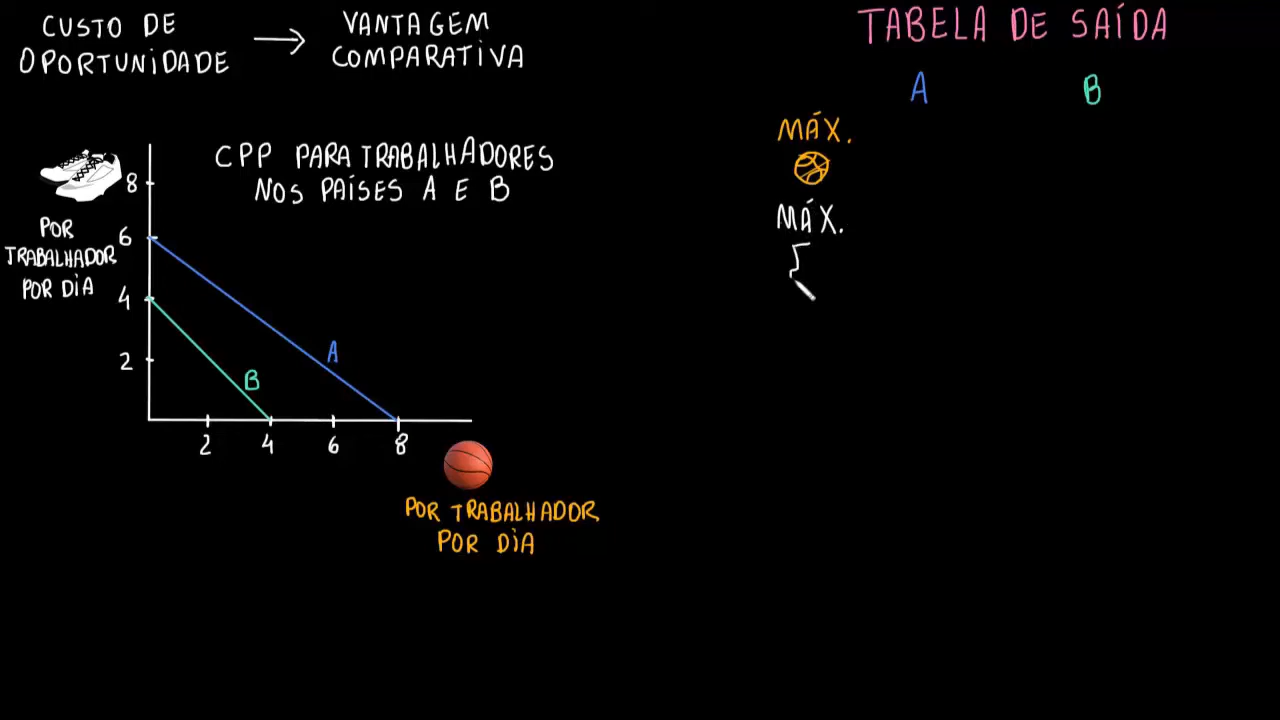 CUSTO DE
OPORTUNIDADE
VANTAGEM
COMPARATIVA
TABELA DE SAÍDA
A
B
MÁX.
MÁX.
CPP PARA TRABALHADORES
NOS PAÍSES A E B
POR
TRABALHADOR
POR DIA
8
6
4
2
A
B
2
4
6
8
POR TRABALHADOR
POR DIA